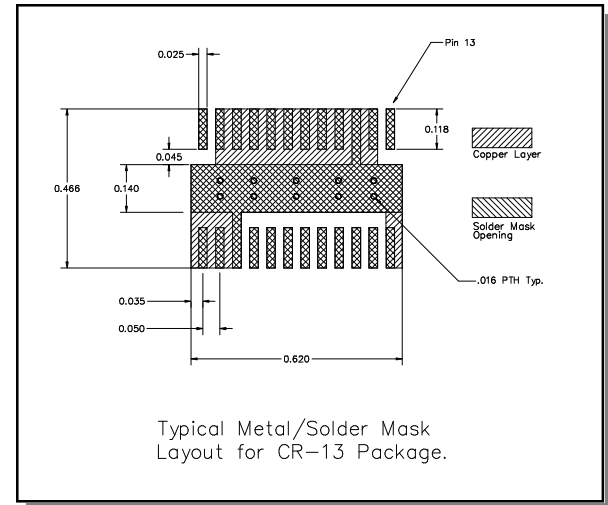 Pin 13
0.025
0.118
0.045
Copper Layer
0.466
0.140
Solder Mask
Opening
.016 PTH Typ.
0.035
0.050
0.620
Typical Metal/Solder Mask
Layout for CR-13 Package.